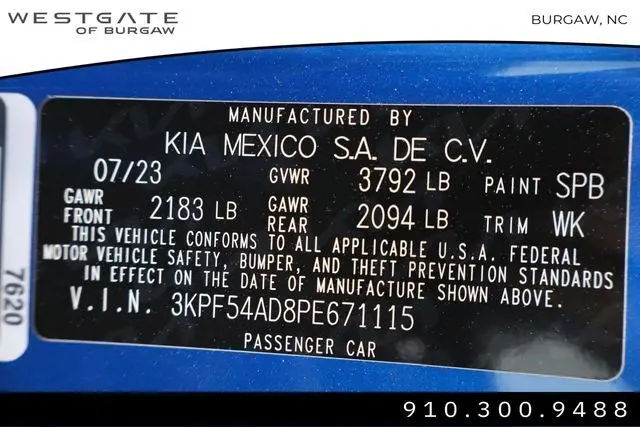 WESTGATE
OF BURGAW
BURGAW, NC
MANUFACTURED BY
KIA MEXICO S.A. DE C.V.
07/23 GVWR 3792 LB PAINT SPB
GAWR FRONT 2183 LB GAWR REAR 2094 LB TRIM WK
THIS VEHICLE CONFORMS TO ALL APPLICABLE U.S.A. FEDERAL
MOTOR VEHICLE SAFETY, BUMPER, AND THEFT PREVENTION STANDARDS
IN EFFECT ON THE DATE OF MANUFACTURE SHOWN ABOVE.
V.I.N. 3KPF54AD8PE671115
PASSENGER CAR
7620
910.300.9488